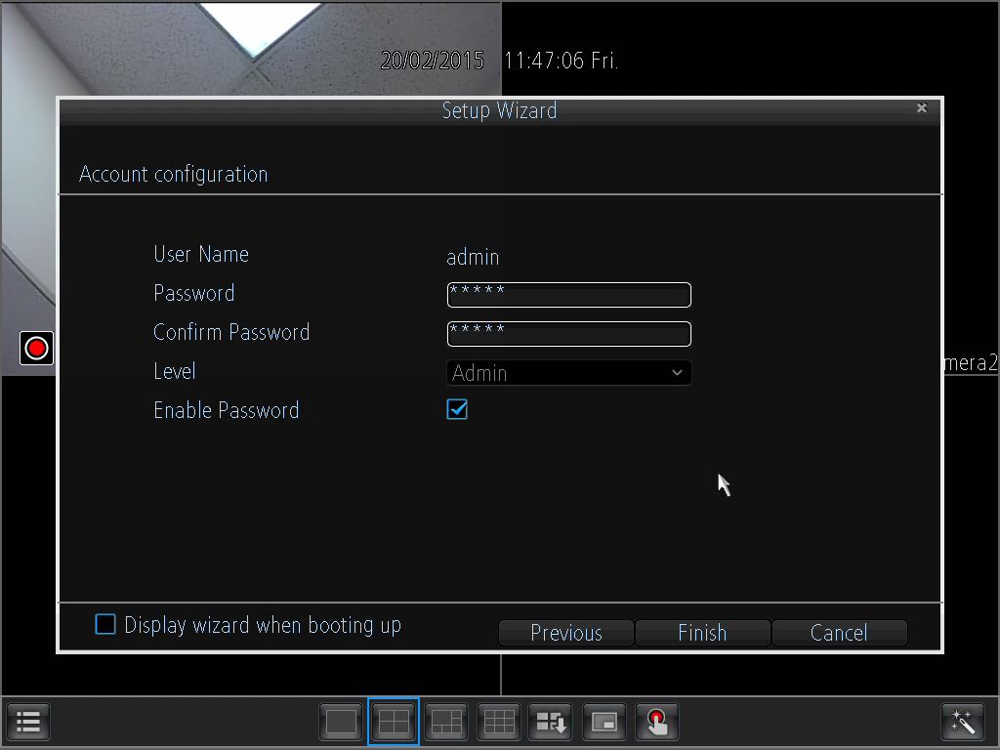 20/02/2015 11:47:06 Fri.
Setup Wizard
Account configuration
User Name admin
Password *****
Confirm Password *****
mera2
Level Admin
Enable Password
Display wizard when booting up
Previous Finish Cancel